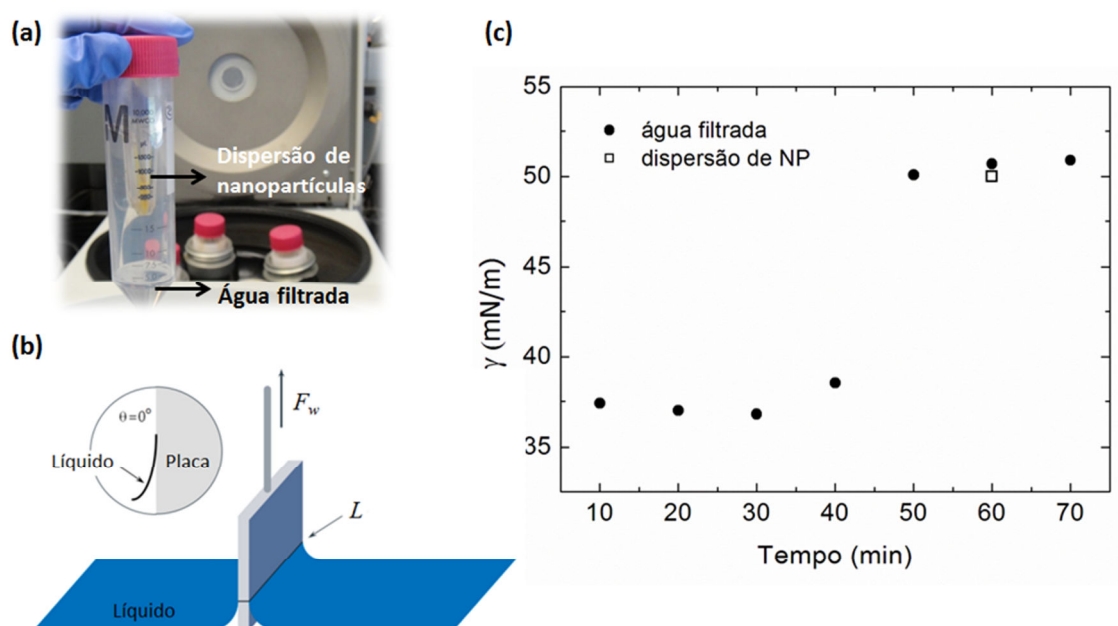 (a)
M
Dispersão de
nanopartículas
Água filtrada
(b)
θ=0°
Líquido
Placa
F_w
L
Líquido
(c)
55
50
45
40
35
γ (mN/m)
água filtrada
dispersão de NP
10 20 30 40 50 60 70
Tempo (min)